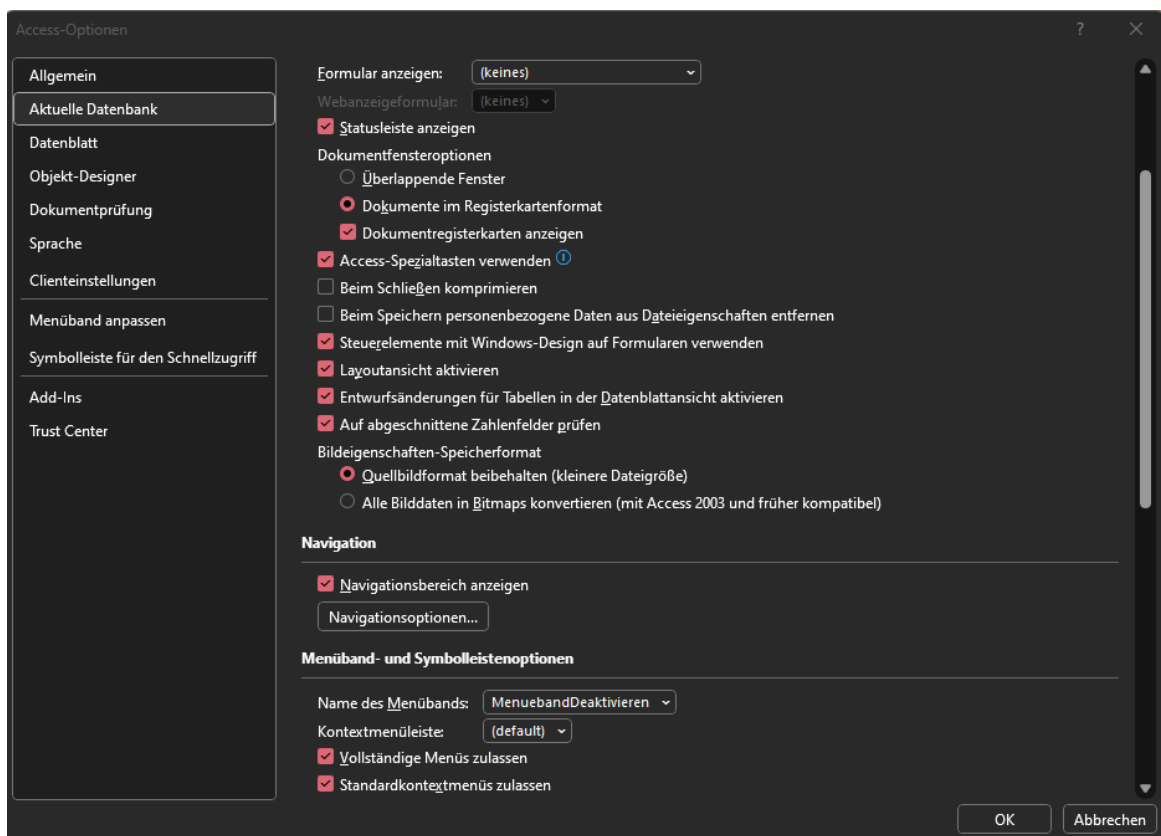 Access-Optionen
Allgemein
Aktuelle Datenbank
Datenblatt
Objekt-Designer
Dokumentprüfung
Sprache
Clienteinstellungen
Menüband anpassen
Symbolleiste für den Schnellzugriff
Add-Ins
Trust Center
Formular anzeigen: (keines)
Webanzeigeformular: (keines)
Statusleiste anzeigen
Dokumentfensteroptionen
Überlappende Fenster
Dokumente im Registerkartenformat
Dokumentregisterkarten anzeigen
Access-Spezialtasten verwenden
Beim Schließen komprimieren
Beim Speichern personenbezogene Daten aus Dateieigenschaften entfernen
Steuerelemente mit Windows-Design auf Formularen verwenden
Layoutansicht aktivieren
Entwurfsänderungen für Tabellen in der Datenblattansicht aktivieren
Auf abgeschnittene Zahlenfelder prüfen
Bildeigenschaften-Speicherformat
Quellbildformat beibehalten (kleinere Dateigröße)
Alle Bilddaten in Bitmaps konvertieren (mit Access 2003 und früher kompatibel)
Navigation
Navigationsbereich anzeigen
Navigationsoptionen...
Menüband- und Symbolleistenoptionen
Name des Menübands: MenuebandDeaktivieren
Kontextmenüleiste: (default)
Vollständige Menüs zulassen
Standardkontextmenüs zulassen
OK Abbrechen